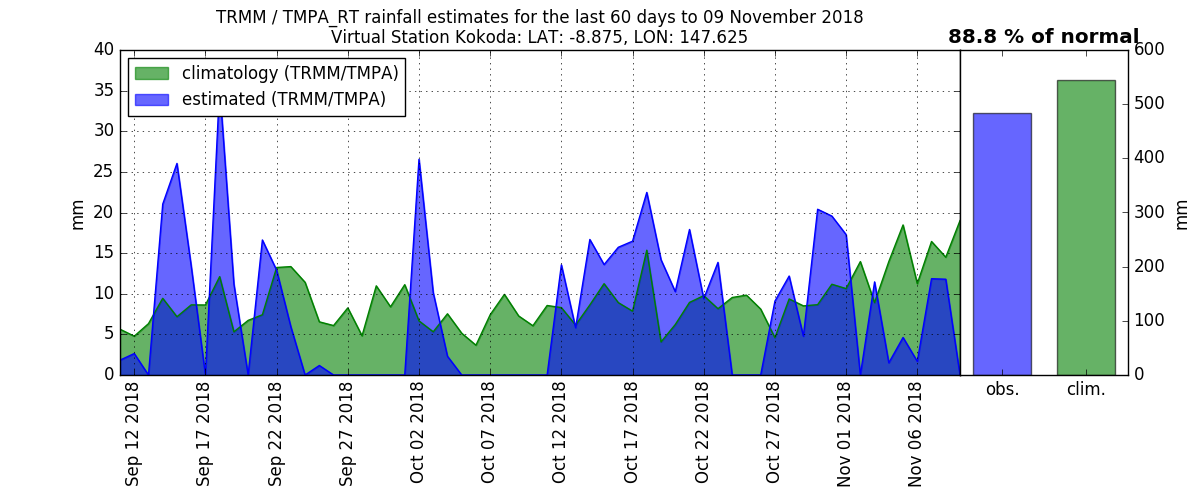 TRMM / TMPA_RT rainfall estimates for the last 60 days to 09 November 2018
Virtual Station Kokoda: LAT: -8.875, LON: 147.625
88.8 % of normal
climatology (TRMM/TMPA)
estimated (TRMM/TMPA)
40
35
30
25
20
15
10
5
0
mm
Sep 12 2018
Sep 17 2018
Sep 22 2018
Sep 27 2018
Oct 02 2018
Oct 07 2018
Oct 12 2018
Oct 17 2018
Oct 22 2018
Oct 27 2018
Nov 01 2018
Nov 06 2018
obs.
clim.
600
500
400
300
200
100
0
mm